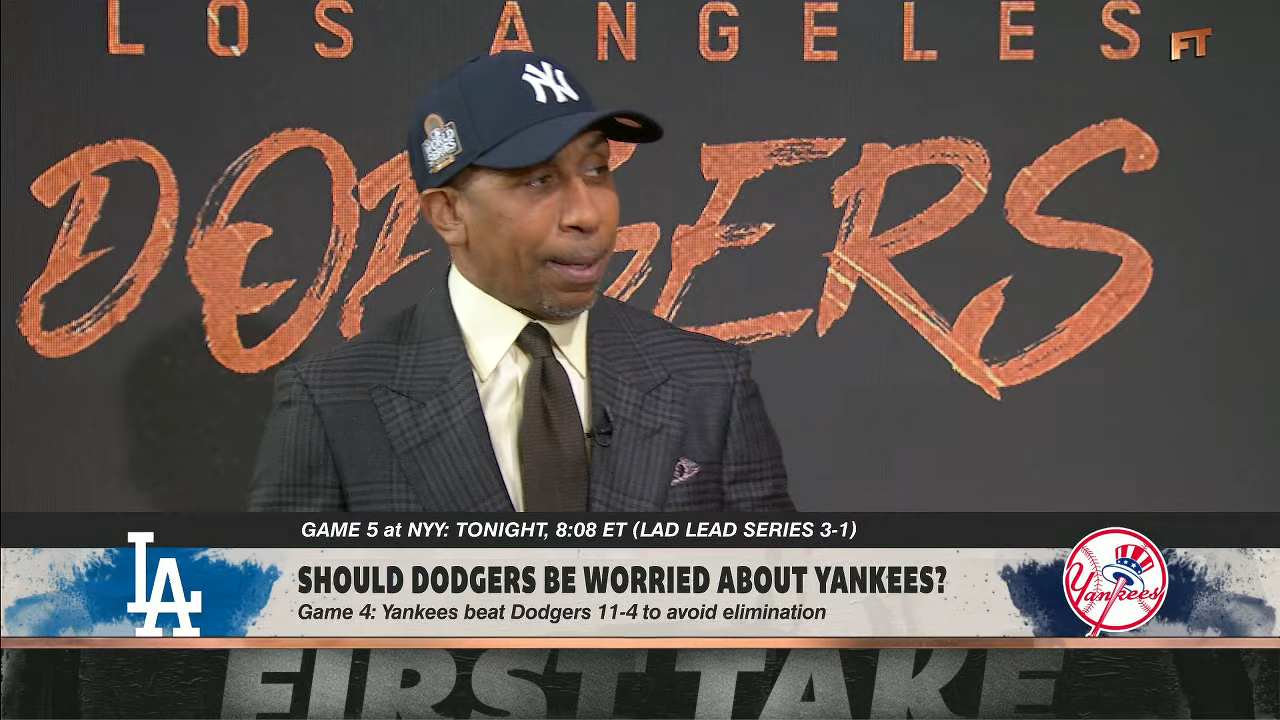 LOS ANGELES
FT
DODGERS
NY
WORLD
SERIES
GAME 5 at NYY: TONIGHT, 8:08 ET (LAD LEAD SERIES 3-1)
LA
SHOULD DODGERS BE WORRIED ABOUT YANKEES?
Yankees
Game 4: Yankees beat Dodgers 11-4 to avoid elimination
FIRST TAKE